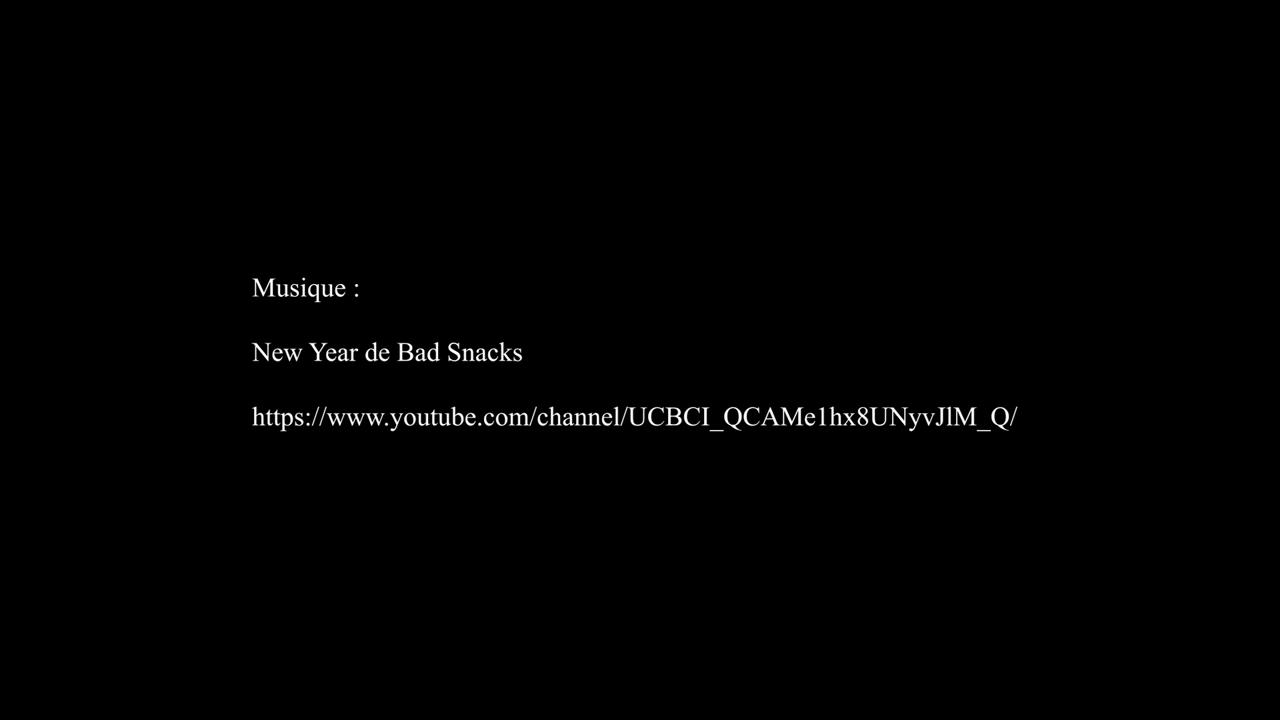 Musique :
New Year de Bad Snacks
https://www.youtube.com/channel/UCBCI_QCAMe1hx8UNyvJlM_Q/